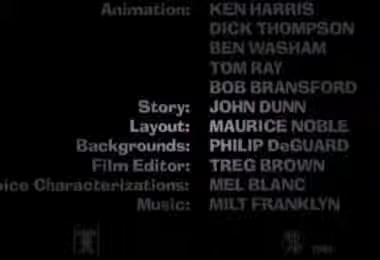 Animation: KEN HARRIS
DICK THOMPSON
BEN WASHAM
TOM RAY
BOB BRANSFORD
Story: JOHN DUNN
Layout: MAURICE NOBLE
Backgrounds: PHILIP DeGUARD
Film Editor: TREG BROWN
oice Characterizations: MEL BLANC
Music: MILT FRANKLYN